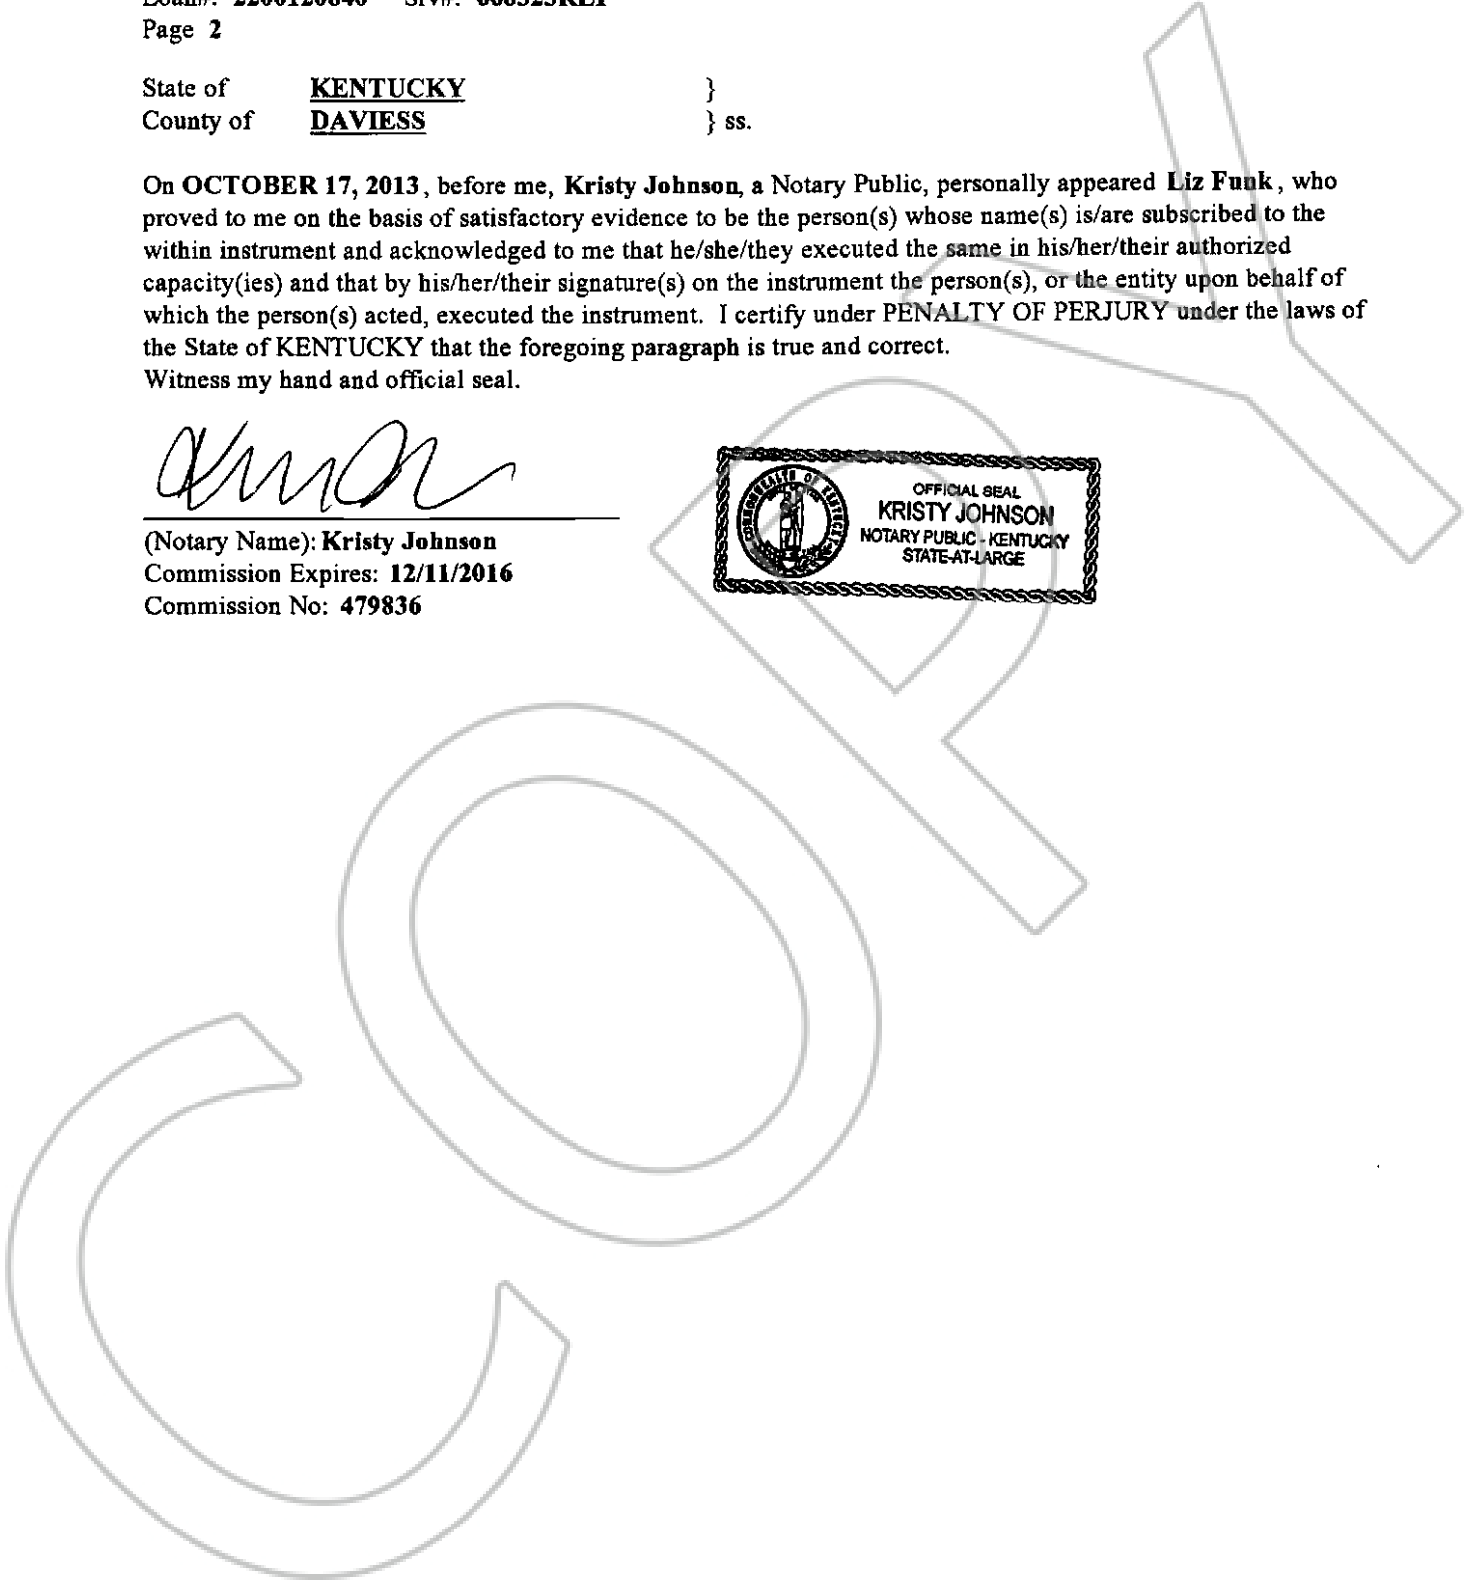 Page 2
State of KENTUCKY }
County of DAVIESS } ss.
On OCTOBER 17, 2013, before me, Kristy Johnson, a Notary Public, personally appeared Liz Funk, who
proved to me on the basis of satisfactory evidence to be the person(s) whose name(s) is/are subscribed to the
within instrument and acknowledged to me that he/she/they executed the same in his/her/their authorized
capacity(ies) and that by his/her/their signature(s) on the instrument the person(s), or the entity upon behalf of
which the person(s) acted, executed the instrument. I certify under PENALTY OF PERJURY under the laws of
the State of KENTUCKY that the foregoing paragraph is true and correct.
Witness my hand and official seal.
(Notary Name): Kristy Johnson
Commission Expires: 12/11/2016
Commission No: 479836
COMMONWEALTH OF KENTUCKY
OFFICIAL SEAL
KRISTY JOHNSON
NOTARY PUBLIC - KENTUCKY
STATE-AT-LARGE
COPY